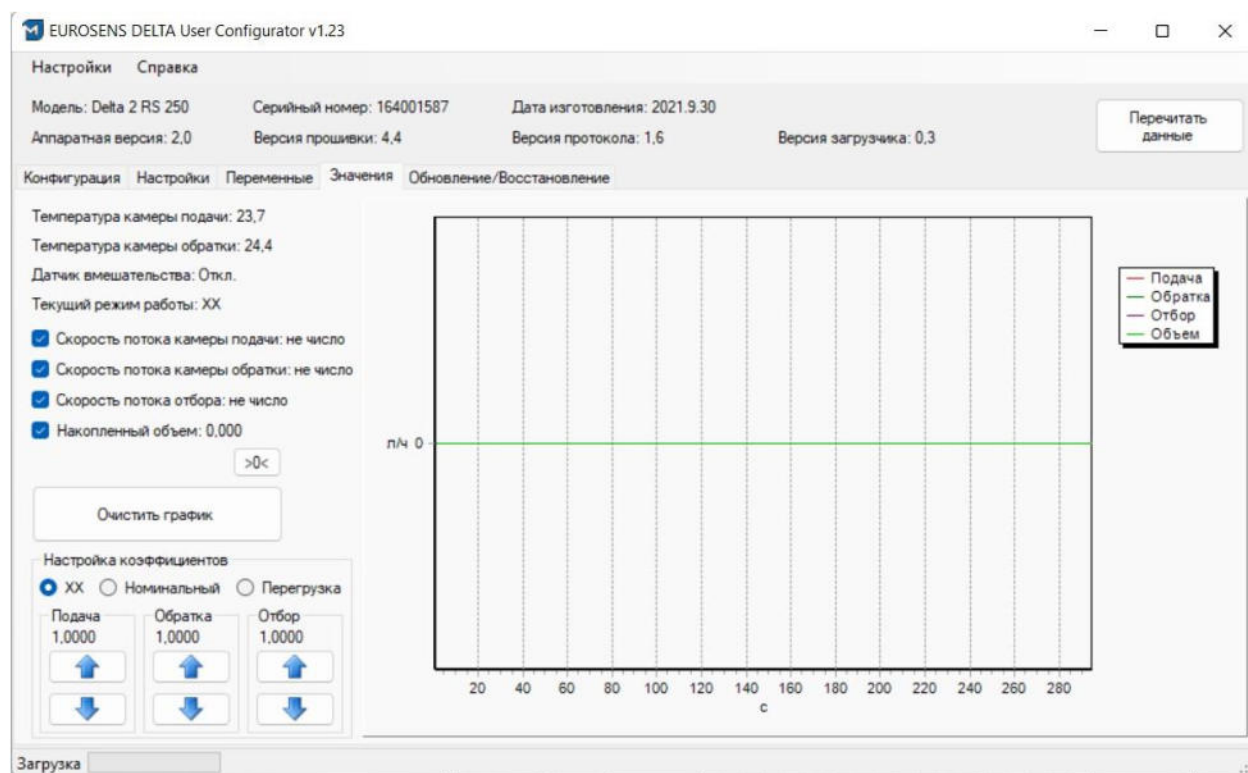 EUROSENS DELTA User Configurator v1.23
Настройки Справка
Модель: Delta 2 RS 250 Серийный номер: 164001587 Дата изготовления: 2021.9.30
Аппаратная версия: 2,0 Версия прошивки: 4,4 Версия протокола: 1,6 Версия загрузчика: 0,3
Перечитать
данные
Конфигурация Настройки Переменные Значения Обновление/Восстановление
Температура камеры подачи: 23,7
Температура камеры обратки: 24,4
Датчик вмешательства: Откл.
Текущий режим работы: XX
Скорость потока камеры подачи: не число
Скорость потока камеры обратки: не число
Скорость потока отбора: не число
Накопленный объем: 0,000
>0<
Очистить график
Настройка коэффициентов
XX Номинальный Перегрузка
Подача Обратка Отбор
1,0000 1,0000 1,0000
л/ч 0
20 40 60 80 100 120 140 160 180 200 220 240 260 280
с
Подача
Обратка
Отбор
Объем
Загрузка